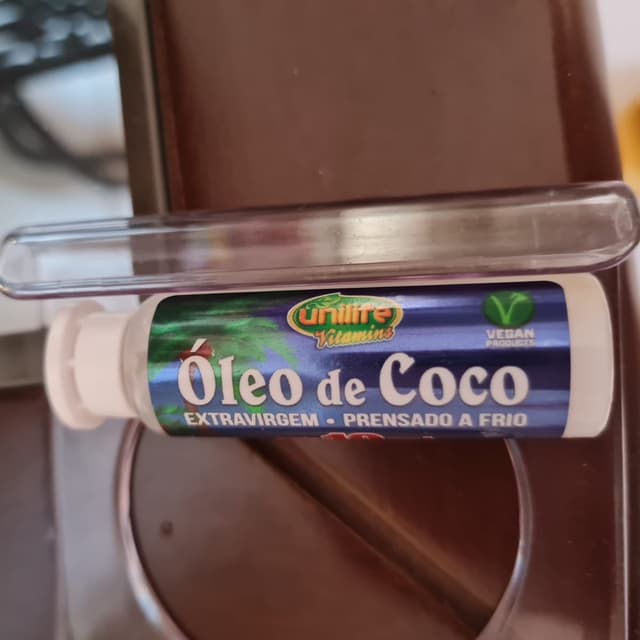 unilife
Vitamins
VEGAN
PRODUCTS
Óleo de Coco
EXTRAVIRGEM • PRENSADO A FRIO